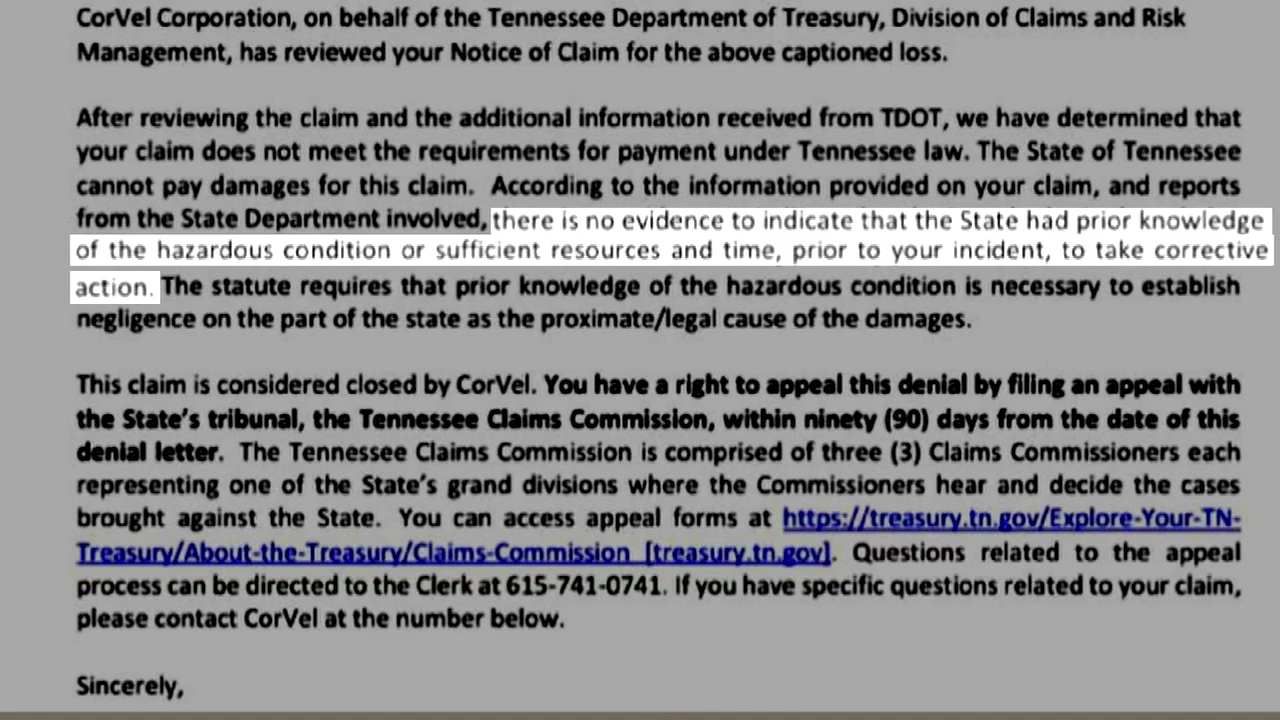 CorVel Corporation, on behalf of the Tennessee Department of Treasury, Division of Claims and Risk
Management, has reviewed your Notice of Claim for the above captioned loss.
After reviewing the claim and the additional information received from TDOT, we have determined that
your claim does not meet the requirements for payment under Tennessee law. The State of Tennessee
cannot pay damages for this claim. According to the information provided on your claim, and reports
from the State Department involved, there is no evidence to indicate that the State had prior knowledge
of the hazardous condition or sufficient resources and time, prior to your incident, to take corrective
action. The statute requires that prior knowledge of the hazardous condition is necessary to establish
negligence on the part of the state as the proximate/legal cause of the damages.
This claim is considered closed by CorVel. You have a right to appeal this denial by filing an appeal with
the State's tribunal, the Tennessee Claims Commission, within ninety (90) days from the date of this
denial letter. The Tennessee Claims Commission is comprised of three (3) Claims Commissioners each
representing one of the State's grand divisions where the Commissioners hear and decide the cases
brought against the State. You can access appeal forms at https://treasury.tn.gov/Explore-Your-TN-
Treasury/About-the-Treasury/Claims-Commission [treasury.tn.gov]. Questions related to the appeal
process can be directed to the Clerk at 615-741-0741. If you have specific questions related to your claim,
please contact CorVel at the number below.
Sincerely,